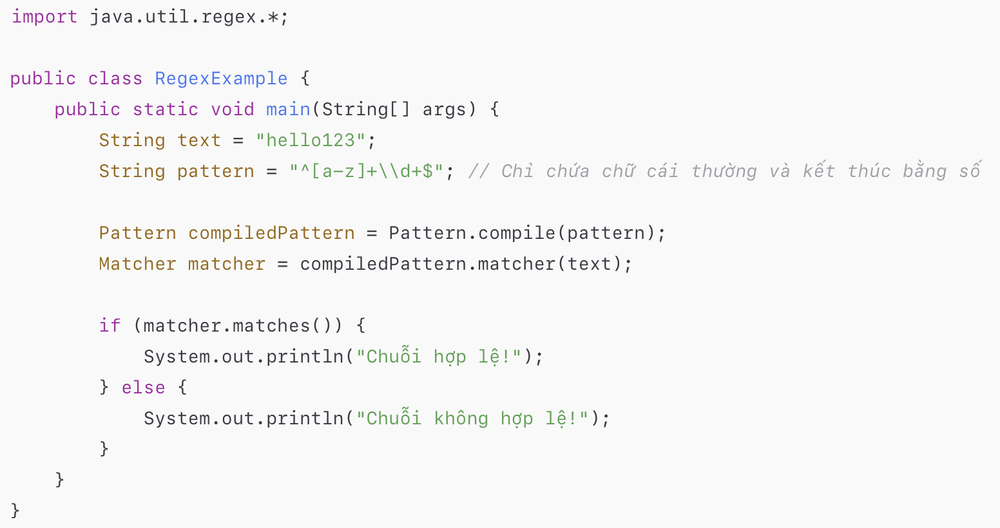 import java.util.regex.*;
public class RegexExample {
public static void main(String[] args) {
String text = "hello123";
String pattern = "^[a-z]+\\d+$"; // Chỉ chứa chữ cái thường và kết thúc bằng số
Pattern compiledPattern = Pattern.compile(pattern);
Matcher matcher = compiledPattern.matcher(text);
if (matcher.matches()) {
System.out.println("Chuỗi hợp lệ!");
} else {
System.out.println("Chuỗi không hợp lệ!");
}
}
}